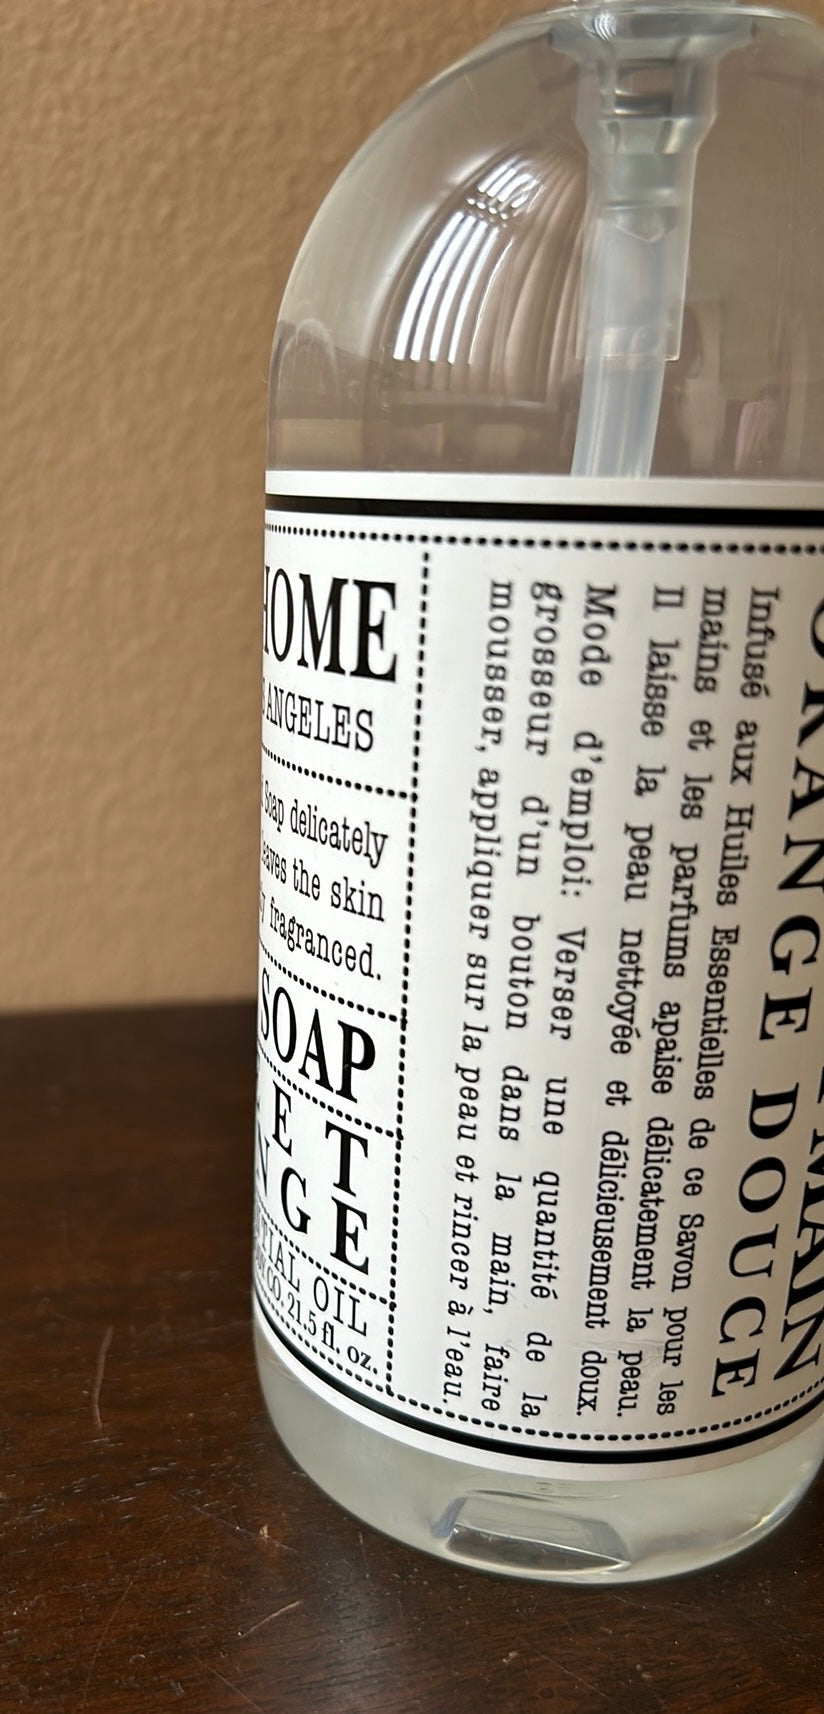 HOME
ANGELES
Soap delicately
the skin
fragranced.
SOAP
E T
N G E
OIL
CO. 21.5 fl. oz.
MAIN
ORANGE DOUCE
Infusé aux Huiles Essentielles de ce Savon pour les
mains et les parfums apaise délicatement la peau.
Il laisse la peau nettoyée et délicieusement doux.
Mode d'emploi: Verser une quantité de la
grosseur d'un bouton dans la main, faire
mousser, appliquer sur la peau et rincer à l'eau.